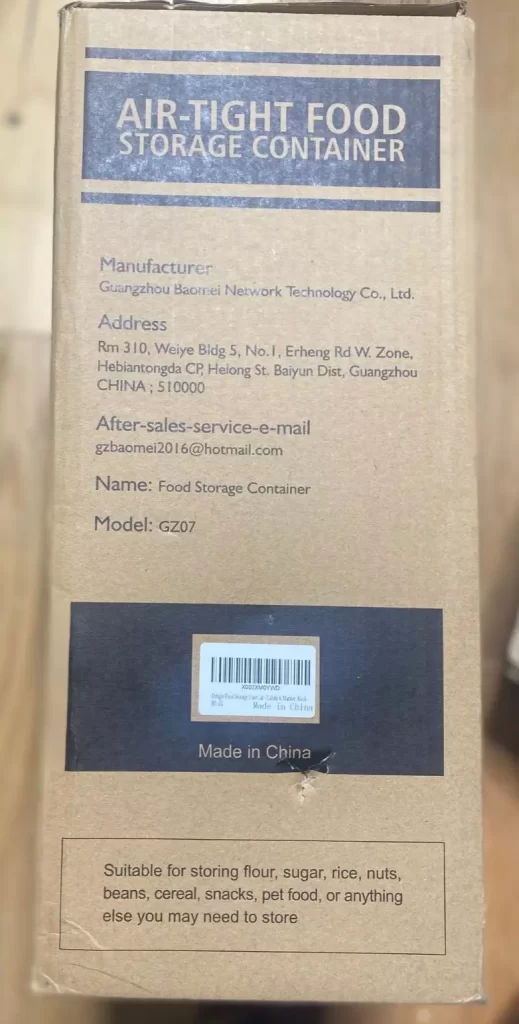 AIR-TIGHT FOOD
STORAGE CONTAINER
Manufacturer
Guangzhou Baomei Network Technology Co., Ltd.
Address
Rm 310, Weiye Bldg 5, No.1, Erheng Rd W. Zone,
Hebiantongda CP, Helong St. Baiyun Dist, Guangzhou
CHINA ; 510000
After-sales-service-e-mail
gzbaomei2016@hotmail.com
Name: Food Storage Container
Model: GZ07
Made in China
Made in China
Suitable for storing flour, sugar, rice, nuts,
beans, cereal, snacks, pet food, or anything
else you may need to store